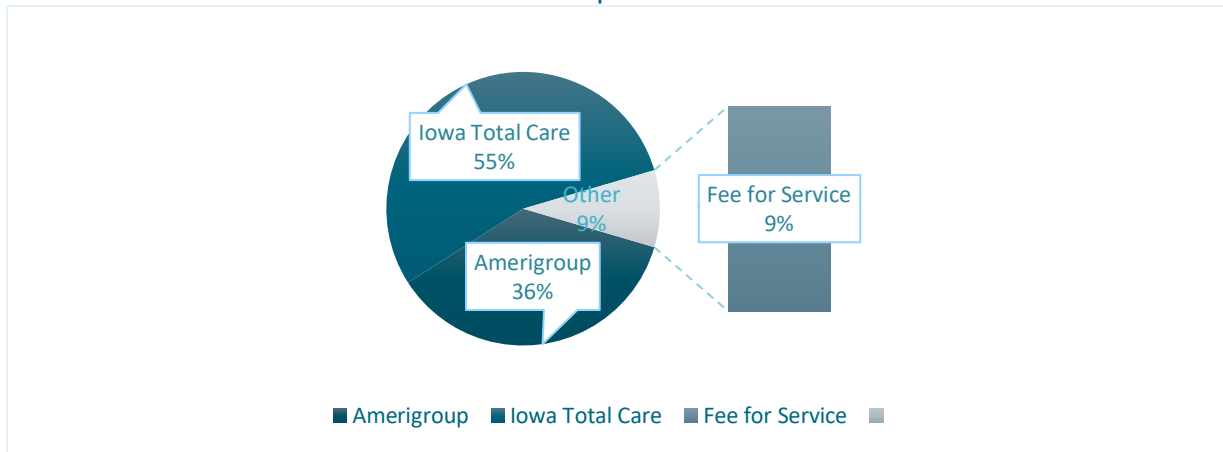 Iowa Total Care
55%
Other
9%
Fee for Service
9%
Amerigroup
36%
Amerigroup Iowa Total Care Fee for Service